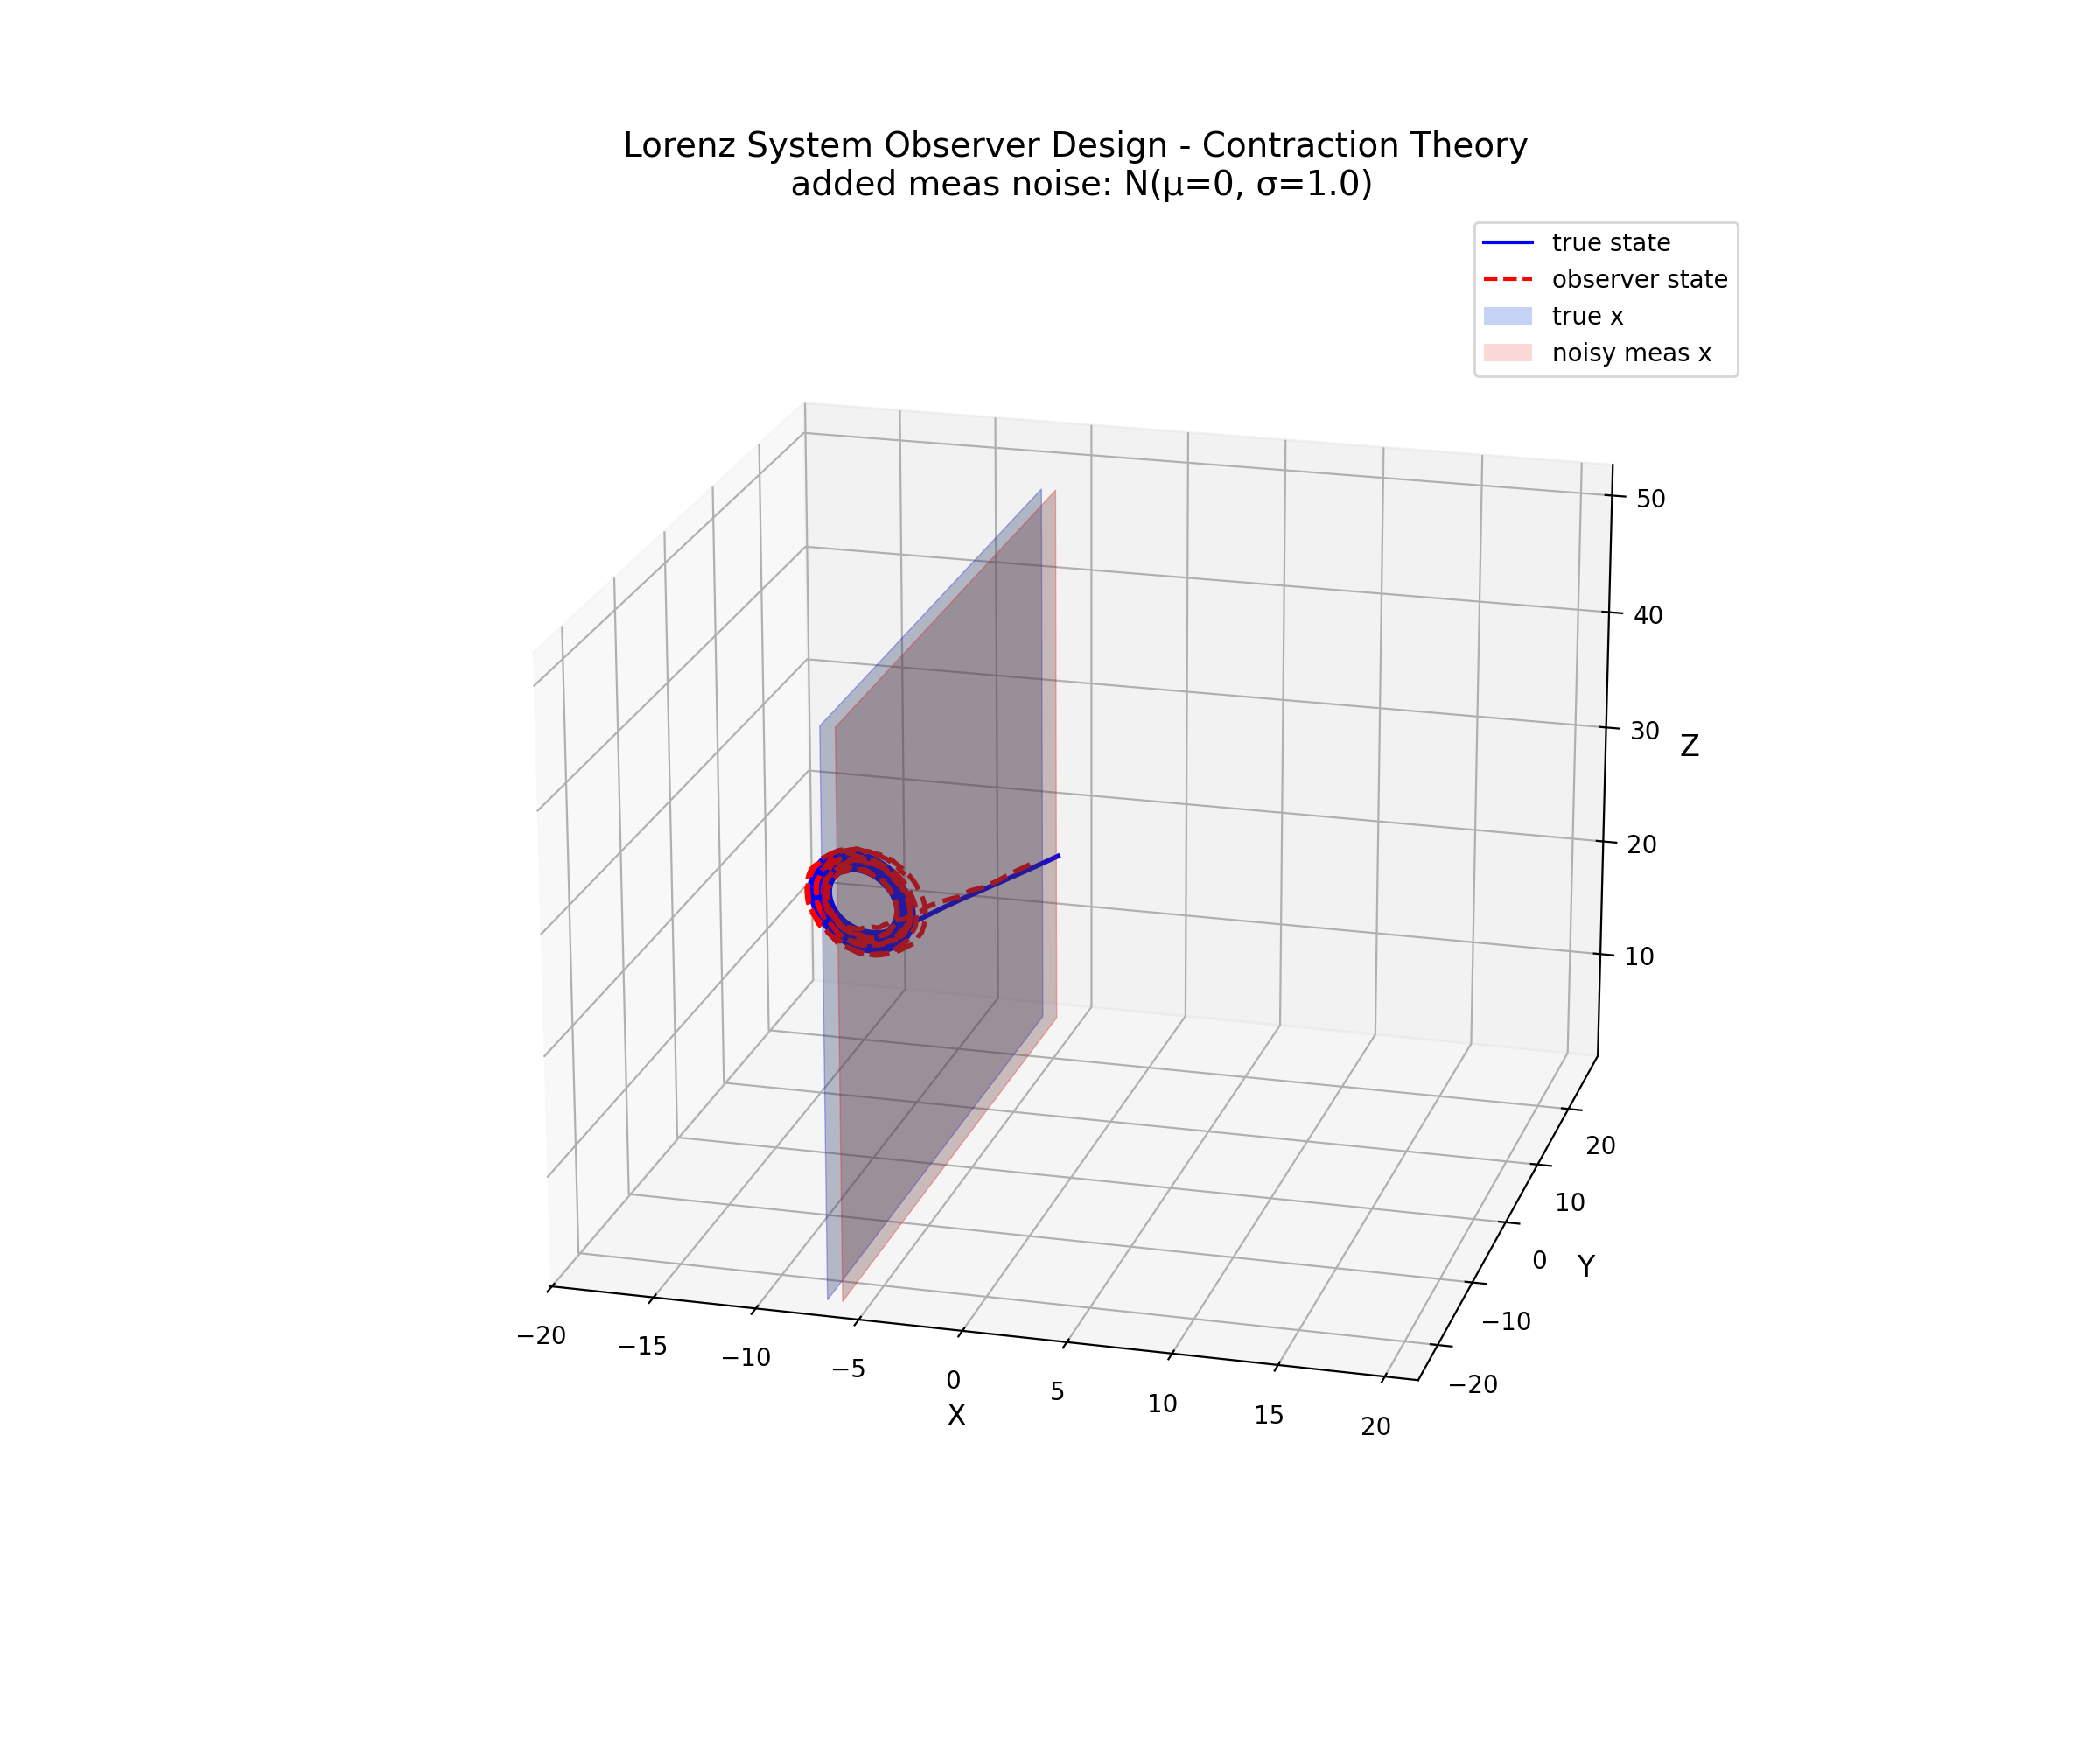 Lorenz System Observer Design - Contraction Theory
added meas noise: N(μ=0, σ=1.0)
true state
observer state
true x
noisy meas x
50
40
30
Z
20
10
20
10
0
Y
−10
−20
−20
−15
−10
−5
0
5
10
15
20
X